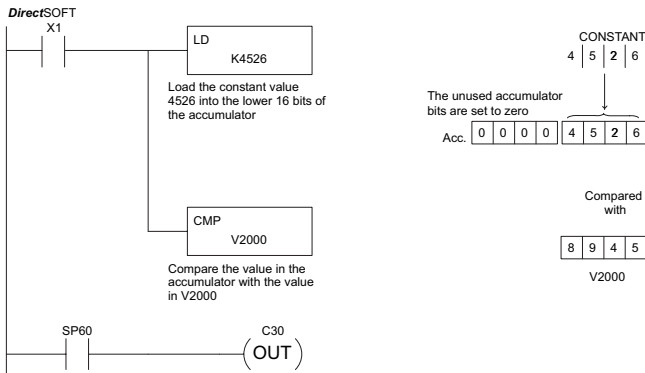 DirectSOFT
X1
LD
K4526
Load the constant value
4526 into the lower 16 bits of
the accumulator
CONSTANT
4 5 2 6
The unused accumulator
bits are set to zero
Acc. 0 0 0 0 4 5 2 6
Compared
with
8 9 4 5
V2000
CMP
V2000
Compare the value in the
accumulator with the value
in V2000
SP60
C30
OUT